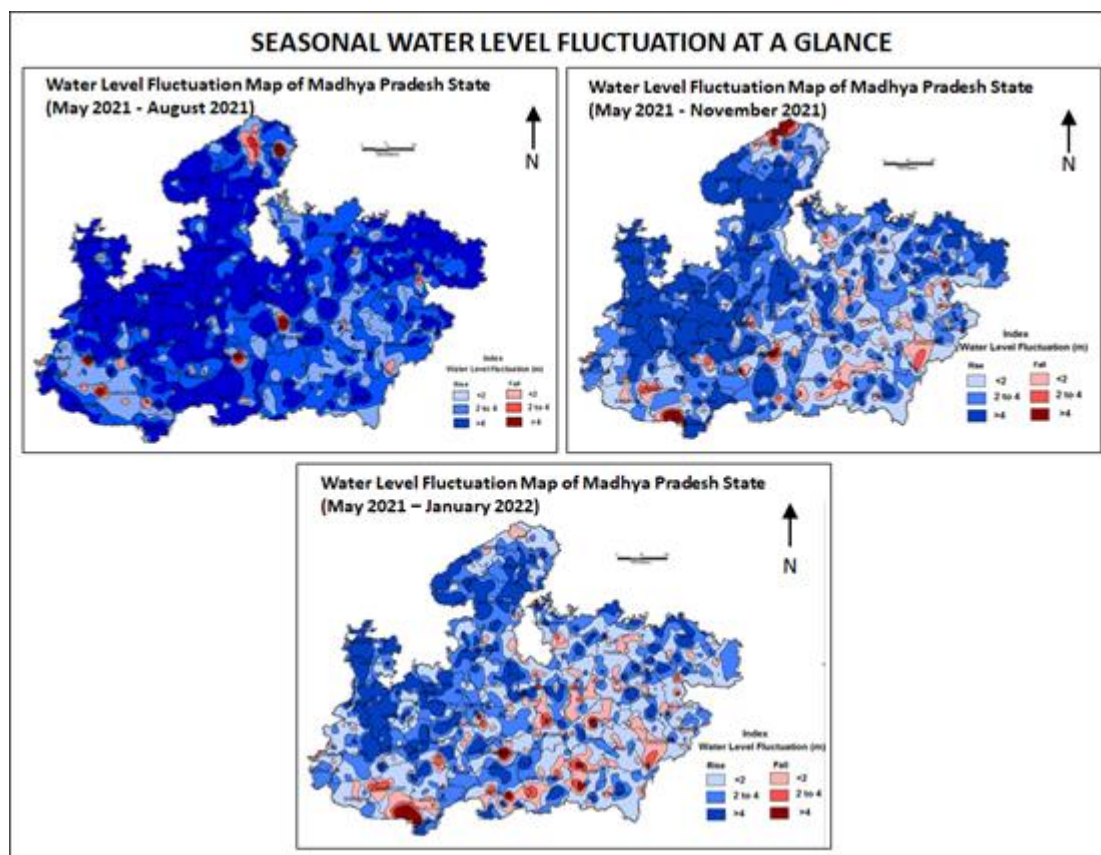 SEASONAL WATER LEVEL FLUCTUATION AT A GLANCE
Water Level Fluctuation Map of Madhya Pradesh State
(May 2021 - August 2021)
N
Index
Water Level Fluctuation (m)
Rise Fall
<2 <2
2 to 4 2 to 4
>4 >4
Water Level Fluctuation Map of Madhya Pradesh State
(May 2021 - November 2021)
N
Index
Water Level Fluctuation (m)
Rise Fall
<2 <2
2 to 4 2 to 4
>4 >4
Water Level Fluctuation Map of Madhya Pradesh State
(May 2021 – January 2022)
N
Index
Water Level Fluctuation (m)
Rise Fall
<2 <2
2 to 4 2 to 4
>4 >4